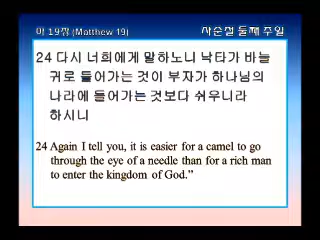 마 19장 (Matthew 19) 사순절 둘째 주일
24 다시 너희에게 말하노니 낙타가 바늘
귀로 들어가는 것이 부자가 하나님의
나라에 들어가는 것보다 쉬우니라
하시니
24 Again I tell you, it is easier for a camel to go
through the eye of a needle than for a rich man
to enter the kingdom of God.”